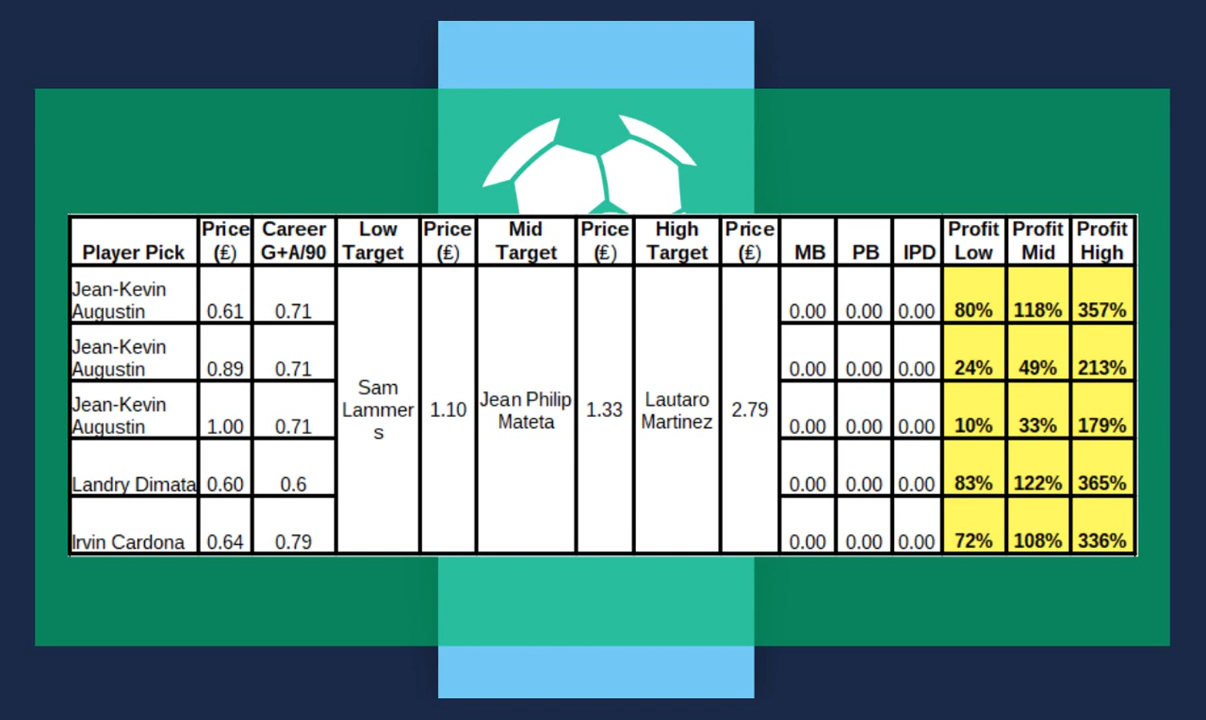 Player Pick Price (₤) Career G+A/90 Low Target Price (₤) Mid Target Price (₤) High Target Price (₤) MB PB IPD Profit Low Profit Mid Profit High
Jean-Kevin Augustin 0.61 0.71 Sam Lammers 1.10 Jean Philip Mateta 1.33 Lautaro Martinez 2.79 0.00 0.00 0.00 80% 118% 357%
Jean-Kevin Augustin 0.89 0.71 0.00 0.00 0.00 24% 49% 213%
Jean-Kevin Augustin 1.00 0.71 0.00 0.00 0.00 10% 33% 179%
Landry Dimata 0.60 0.6 0.00 0.00 0.00 83% 122% 365%
Irvin Cardona 0.64 0.79 0.00 0.00 0.00 72% 108% 336%